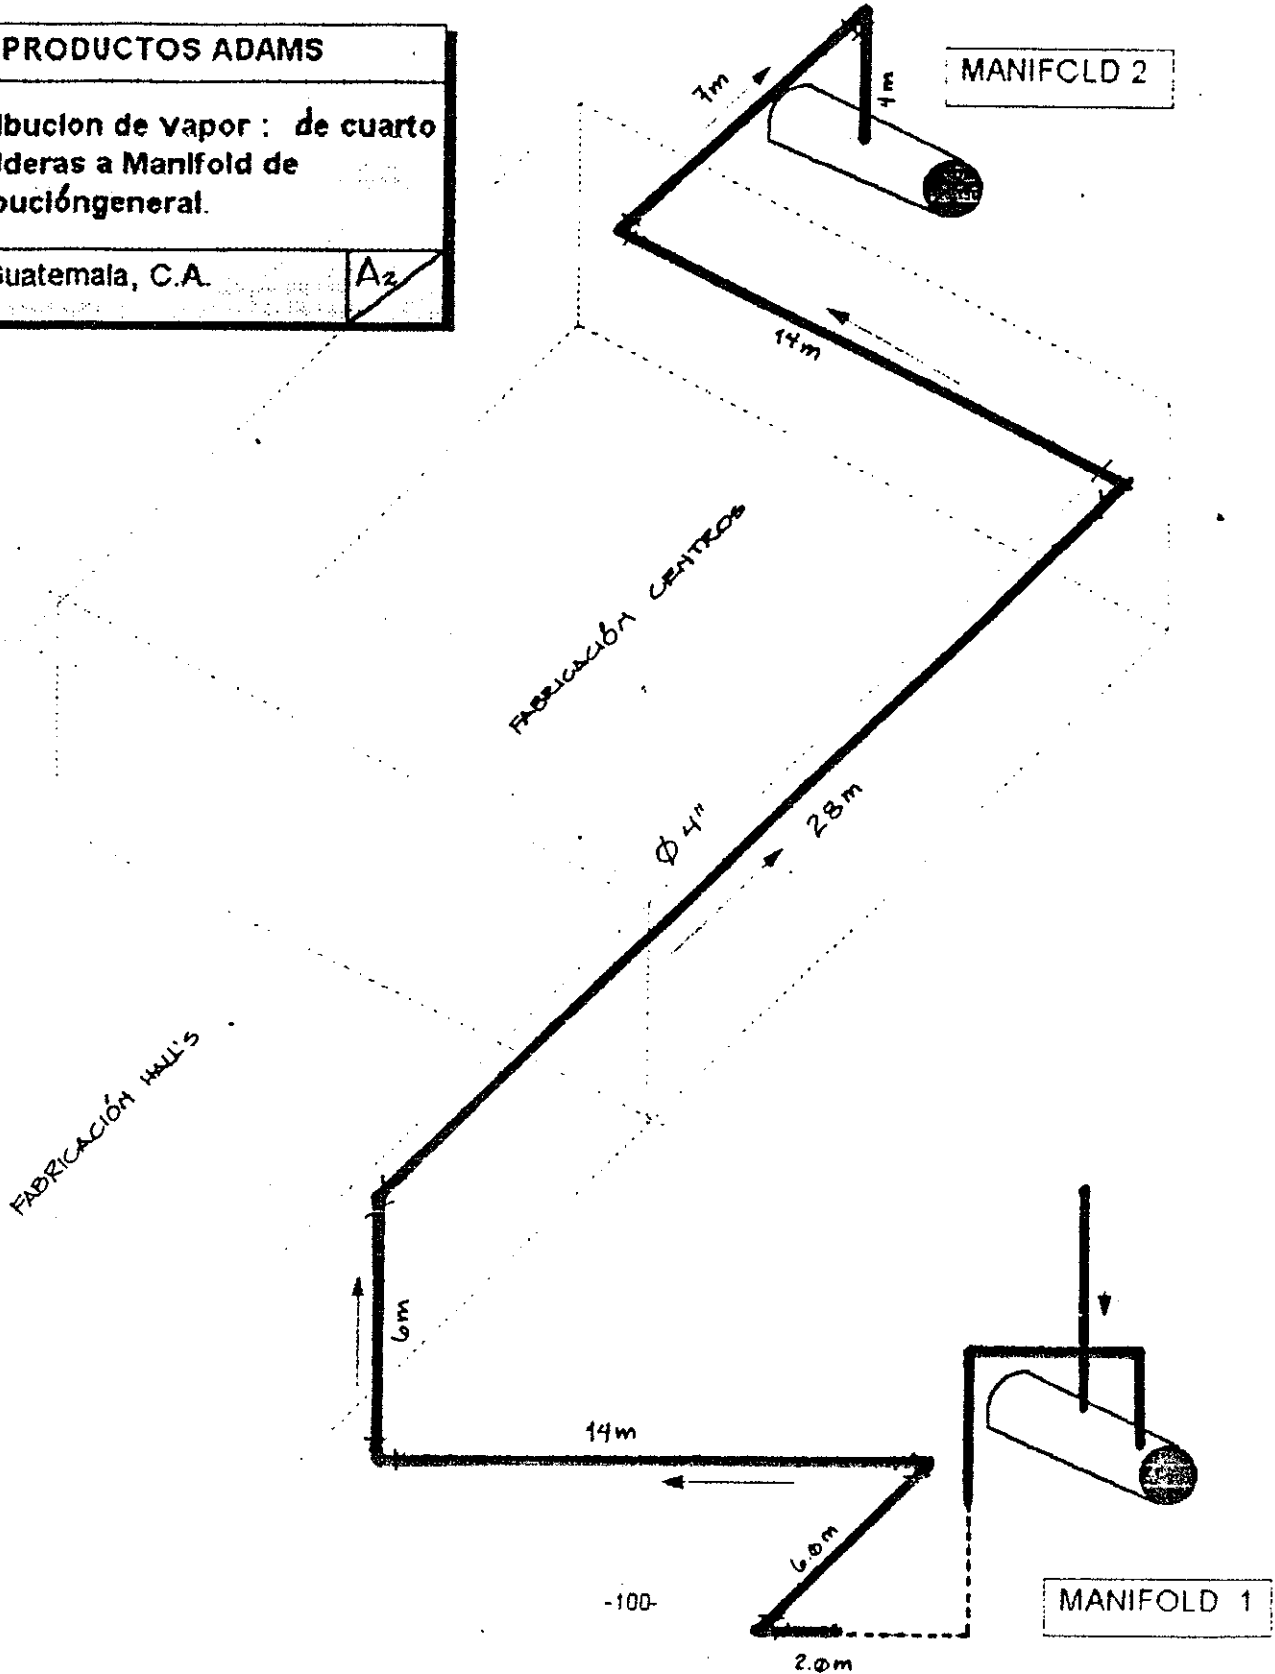 PRODUCTOS ADAMS
ibucion de vapor : de cuarto
lderas a Manifold de
bucióngeneral.
Guatemala, C.A.
A2
MANIFCLD 2
7m
4m
14m
FABRICACIÓN CENTROS
Φ 4"
28m
FABRICACIÓN HALL'S
6m
14m
6.0m
2.0m
MANIFOLD 1
-100-